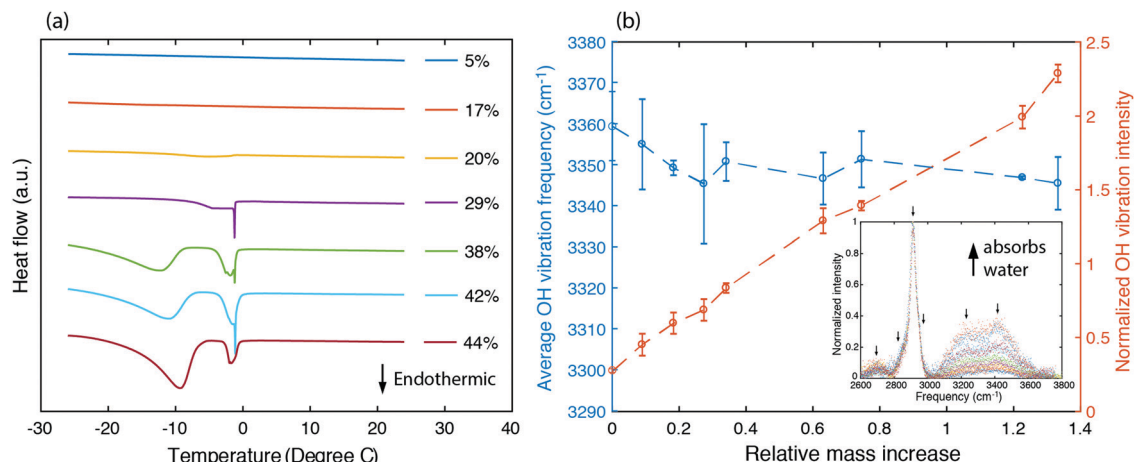 (a)
5%
17%
20%
29%
38%
42%
44%
Endothermic
Heat flow (a.u.)
-30 -20 -10 0 10 20 30 40
Temperature (Degree C)
(b)
3380
3370
3360
3350
3340
3330
3320
3310
3300
3290
Average OH vibration frequency (cm-1)
0 0.2 0.4 0.6 0.8 1 1.2 1.4
Relative mass increase
2.5
2
1.5
1
0.5
0
Normalized OH vibration intensity
absorbs
water
1
0.8
0.6
0.4
0.2
0
Normalized intensity
2600 2800 3000 3200 3400 3600 3800
Frequency (cm-1)